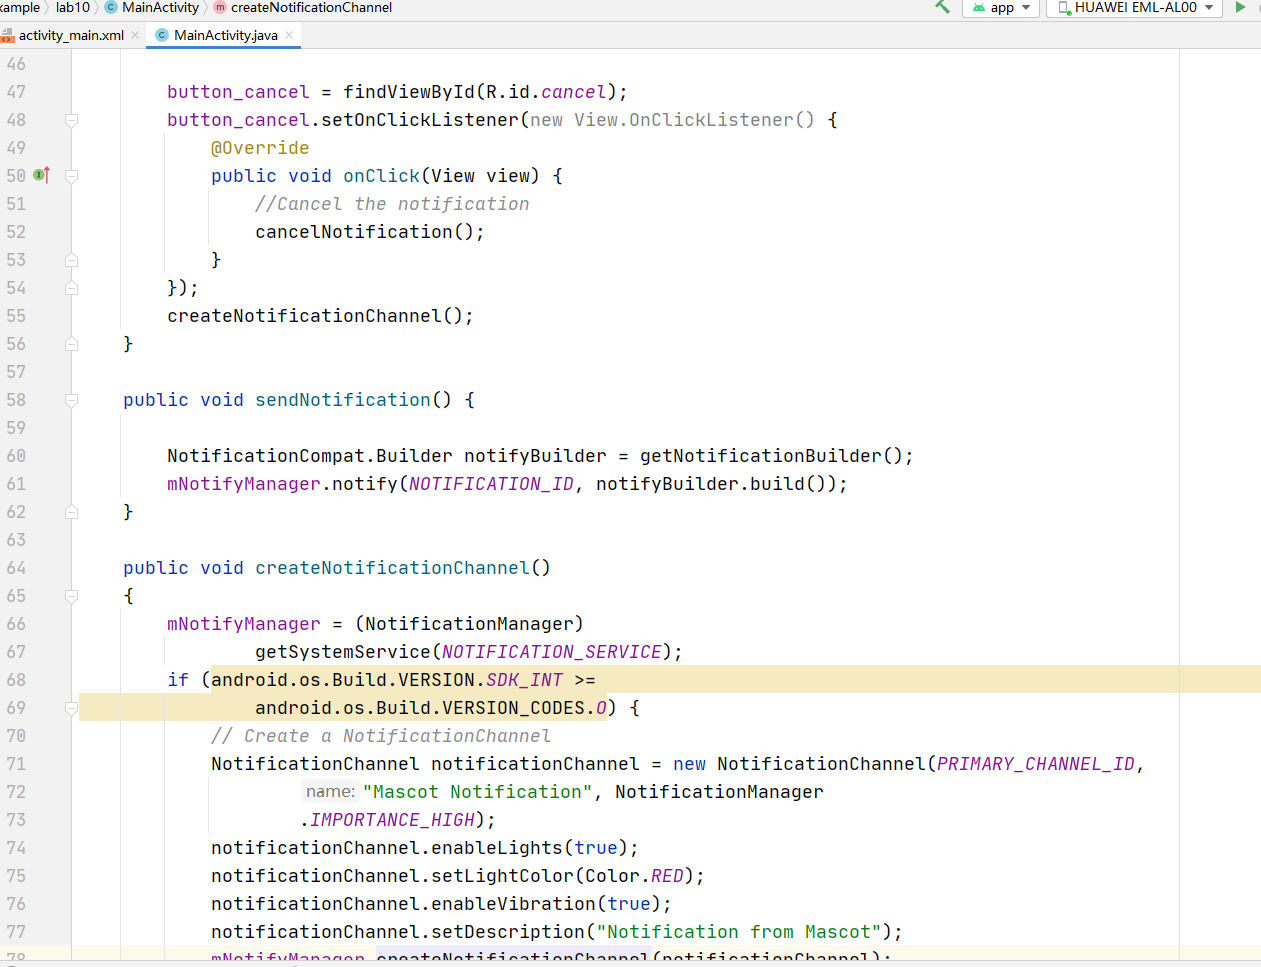 xample lab10 MainActivity createNotificationChannel app HUAWEI EML-AL00
activity_main.xml MainActivity.java
46
47 button_cancel = findViewById(R.id.cancel);
48 button_cancel.setOnClickListener(new View.OnClickListener() {
49 @Override
50 public void onClick(View view) {
51 //Cancel the notification
52 cancelNotification();
53 }
54 });
55 createNotificationChannel();
56 }
57
58 public void sendNotification() {
59
60 NotificationCompat.Builder notifyBuilder = getNotificationBuilder();
61 mNotifyManager.notify(NOTIFICATION_ID, notifyBuilder.build());
62 }
63
64 public void createNotificationChannel()
65 {
66 mNotifyManager = (NotificationManager)
67 getSystemService(NOTIFICATION_SERVICE);
68 if (android.os.Build.VERSION.SDK_INT >=
69 android.os.Build.VERSION_CODES.O) {
70 // Create a NotificationChannel
71 NotificationChannel notificationChannel = new NotificationChannel(PRIMARY_CHANNEL_ID,
72 name: "Mascot Notification", NotificationManager
73 .IMPORTANCE_HIGH);
74 notificationChannel.enableLights(true);
75 notificationChannel.setLightColor(Color.RED);
76 notificationChannel.enableVibration(true);
77 notificationChannel.setDescription("Notification from Mascot");
78 mNotifyManager.createNotificationChannel(notificationChannel);